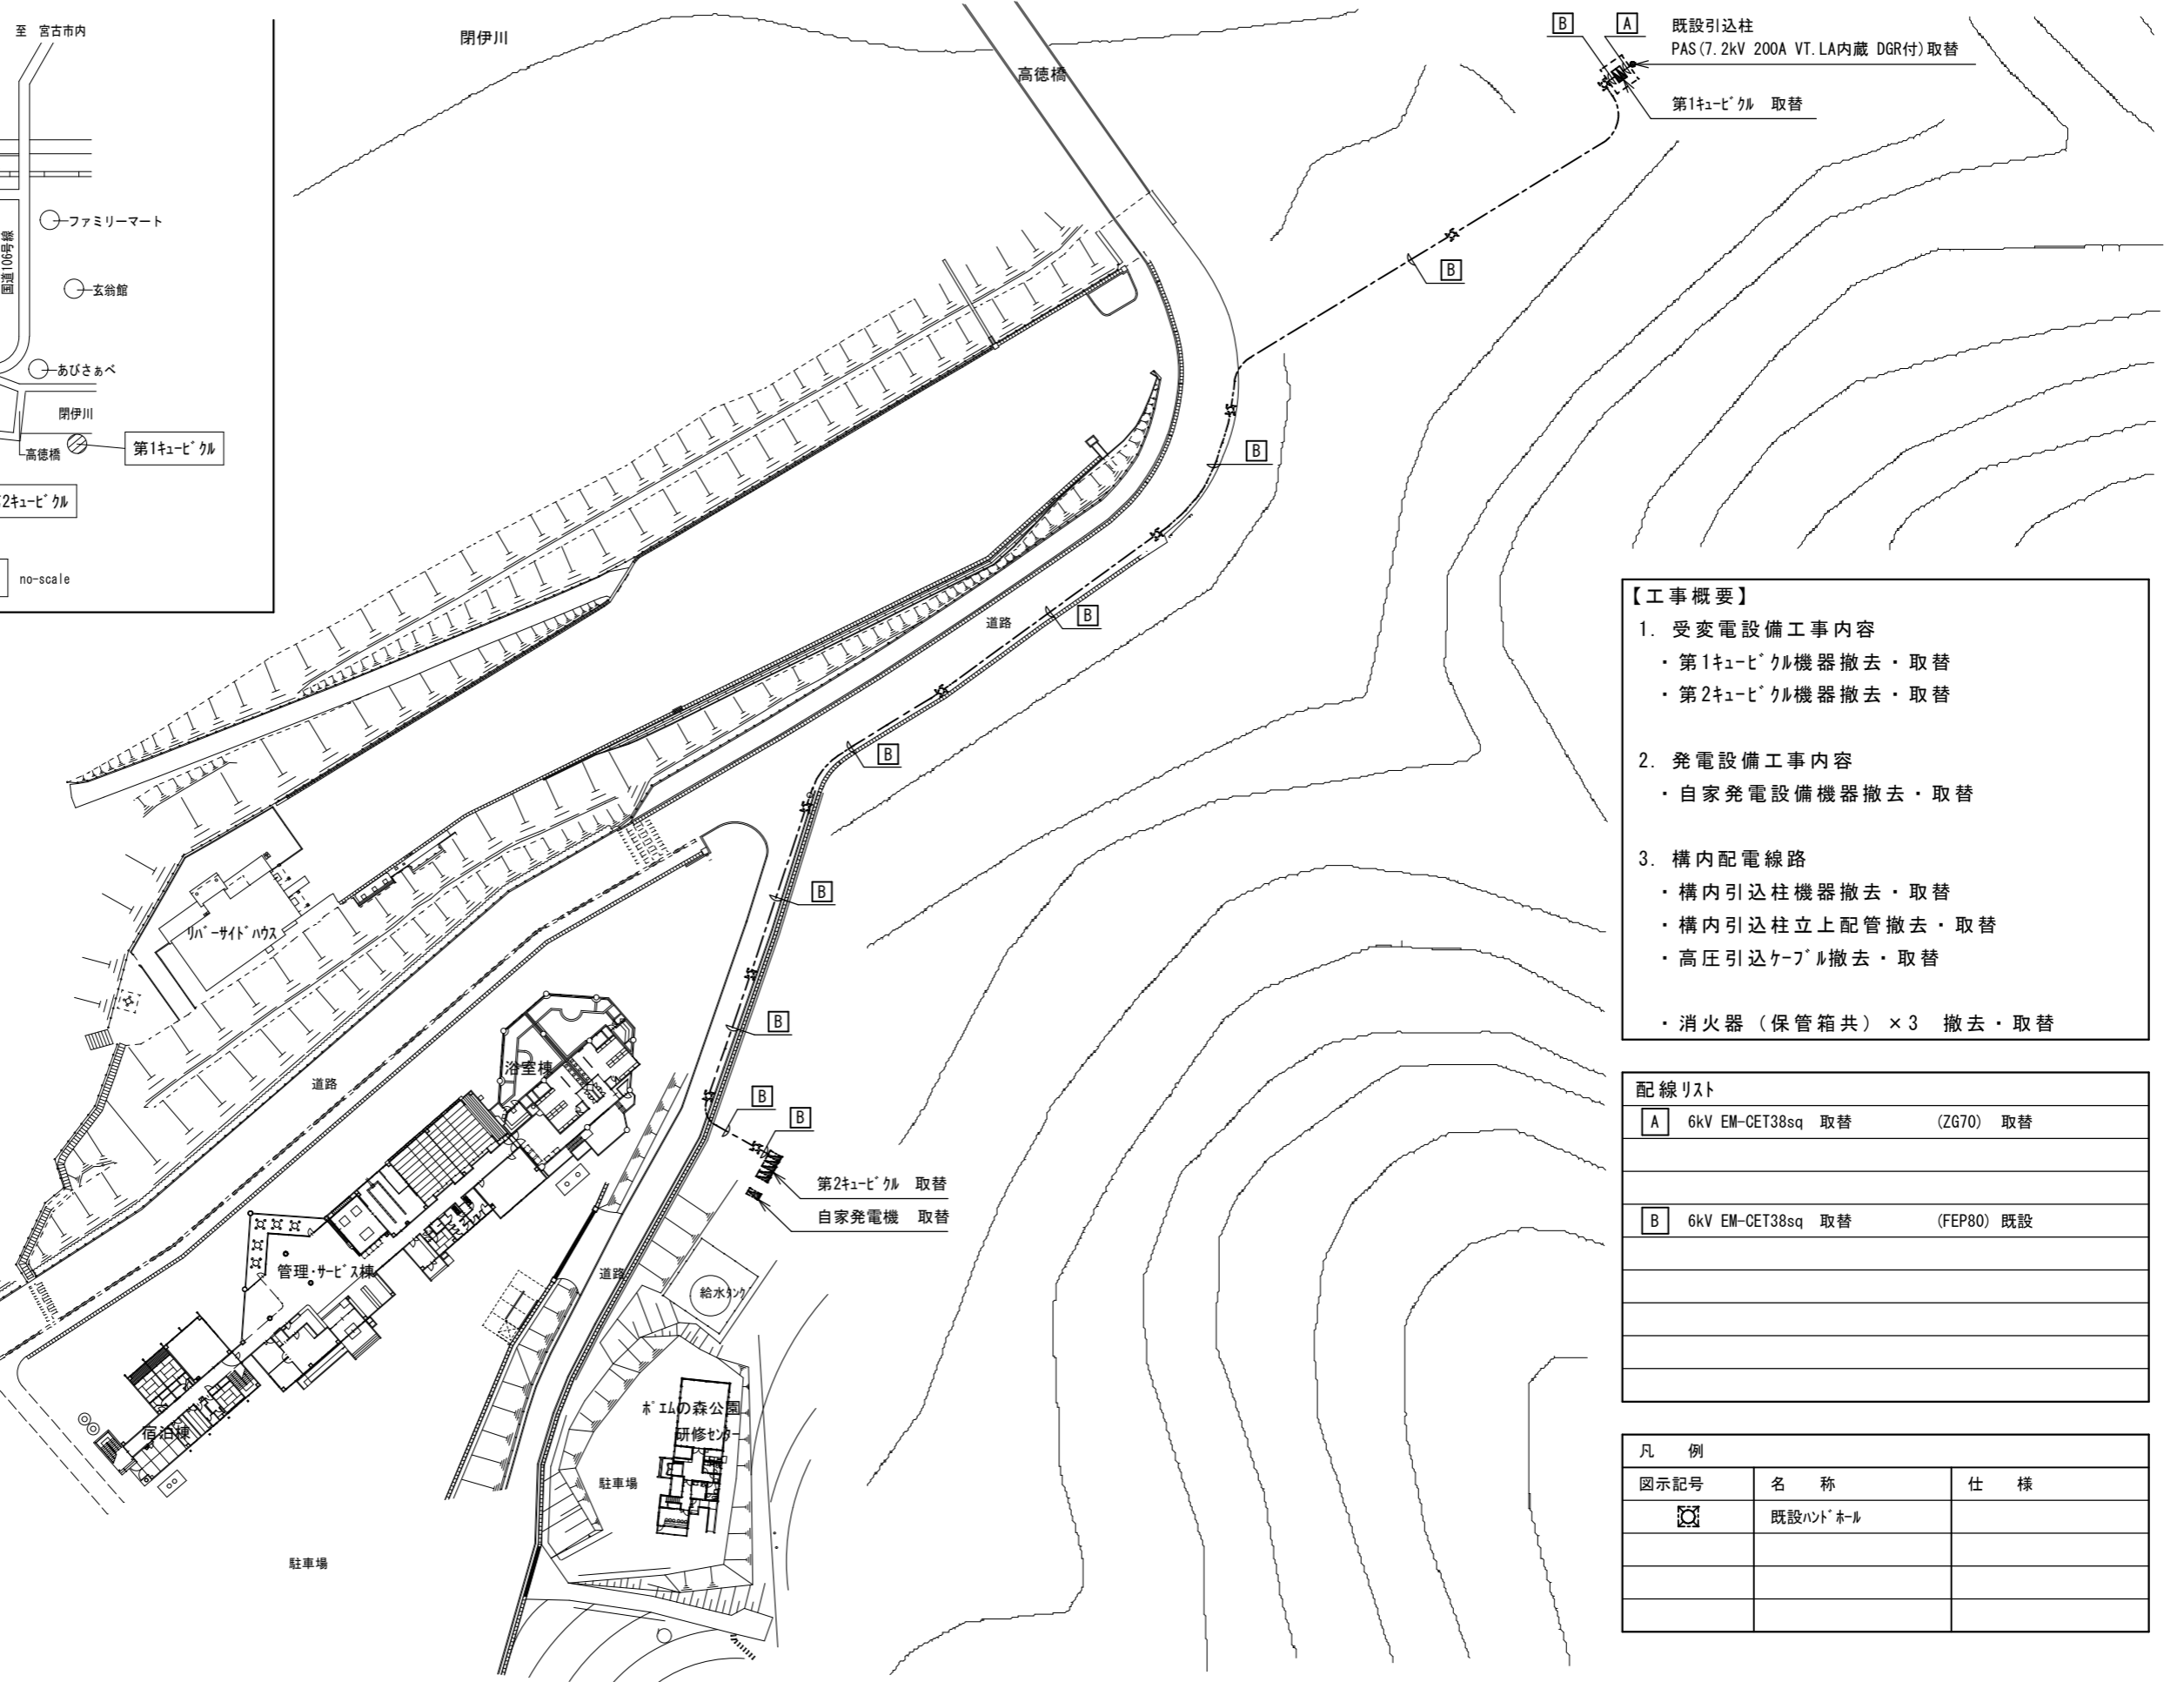 至　宮古市内
国道106号線
ファミリーマート
玄翁館
あびさぁべ
閉伊川
高徳橋
第1ｷｭｰﾋﾞｸﾙ
2ｷｭｰﾋﾞｸﾙ
no-scale
閉伊川
高徳橋
B
A
既設引込柱
PAS(7.2kV 200A VT.LA内蔵 DGR付)取替
第1ｷｭｰﾋﾞｸﾙ　取替
B
B
B
道路
B
B
B
B
B
第2ｷｭｰﾋﾞｸﾙ　取替
自家発電機　取替
ﾘﾊﾞｰｻｲﾄﾞﾊｳｽ
道路
浴室棟
管理･ｻｰﾋﾞｽ棟
宿泊棟
道路
給水ﾀﾝｸ
ﾎﾟｴﾑの森公園
研修ｾﾝﾀｰ
駐車場
駐車場
【工事概要】
1. 受変電設備工事内容
・第1ｷｭｰﾋﾞｸﾙ機器撤去・取替
・第2ｷｭｰﾋﾞｸﾙ機器撤去・取替
2. 発電設備工事内容
・自家発電設備機器撤去・取替
3. 構内配電線路
・構内引込柱機器撤去・取替
・構内引込柱立上配管撤去・取替
・高圧引込ｹｰﾌﾞﾙ撤去・取替
・消火器（保管箱共）×3　撤去・取替
配線ﾘｽﾄ
A 6kV EM-CET38sq 取替 (ZG70) 取替
B 6kV EM-CET38sq 取替 (FEP80) 既設
凡　例
図示記号 名　称 仕　様
既設ﾊﾝﾄﾞﾎｰﾙ